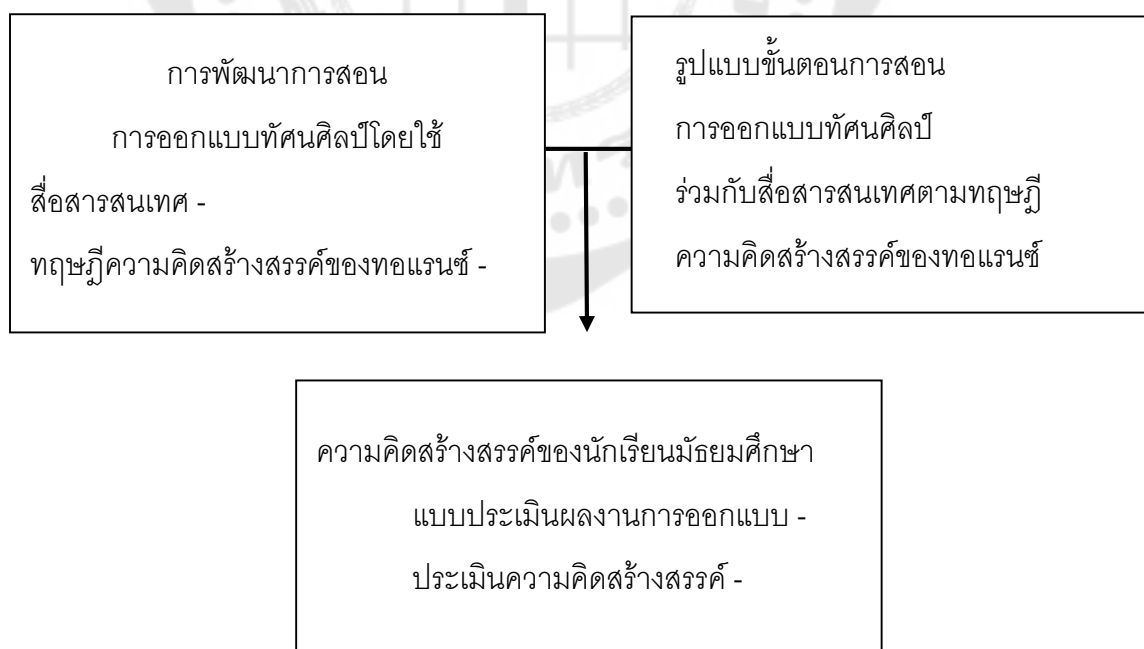 การพัฒนาการสอน
การออกแบบทัศนศิลป์โดยใช้
สื่อสารสนเทศ -
ทฤษฎีความคิดสร้างสรรค์ของทอแรนซ์ -
รูปแบบขั้นตอนการสอน
การออกแบบทัศนศิลป์
ร่วมกับสื่อสารสนเทศตามทฤษฎี
ความคิดสร้างสรรค์ของทอแรนซ์
ความคิดสร้างสรรค์ของนักเรียนมัธยมศึกษา
แบบประเมินผลงานการออกแบบ -
ประเมินความคิดสร้างสรรค์ -